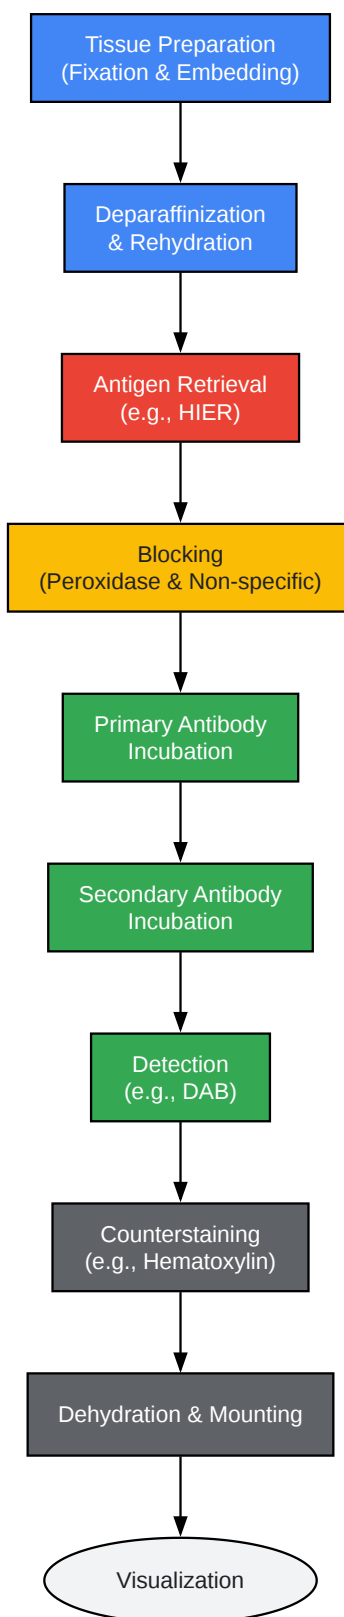 Tissue Preparation
(Fixation & Embedding)
Deparaffinization
& Rehydration
Antigen Retrieval
(e.g., HIER)
Blocking
(Peroxidase & Non-specific)
Primary Antibody
Incubation
Secondary Antibody
Incubation
Detection
(e.g., DAB)
Counterstaining
(e.g., Hematoxylin)
Dehydration & Mounting
Visualization